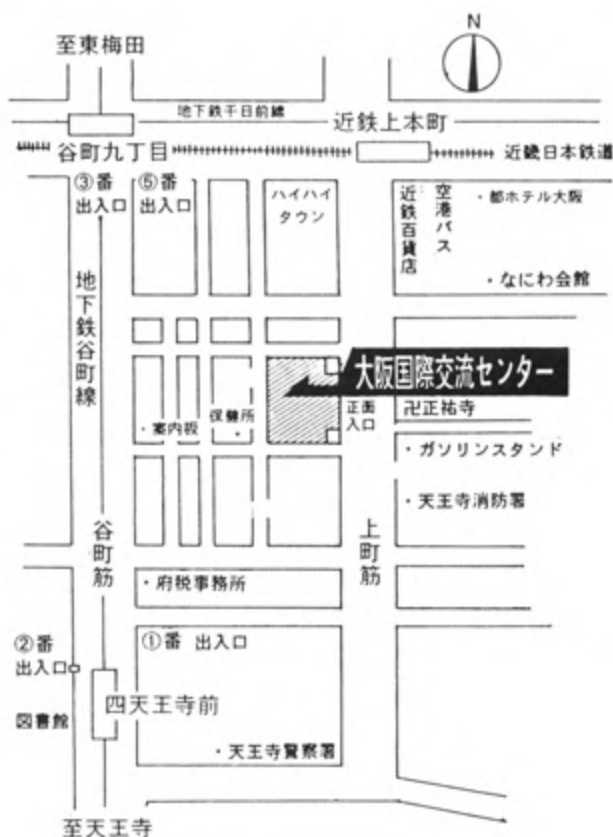 N
至東梅田
地下鉄千日前線
近鉄上本町
谷町九丁目
近畿日本鉄道
③番
出入口
⑤番
出入口
ハイハイ
タウン
近鉄百貨店
空港バス
・都ホテル大阪
・なにわ会館
地下鉄谷町線
大阪国際交流センター
・案内板
保健所
正面
入口
卍正祐寺
・ガソリンスタンド
・天王寺消防署
谷町筋
上町筋
・府税事務所
②番
出入口
①番 出入口
四天王寺前
図書館
・天王寺警察署
至天王寺